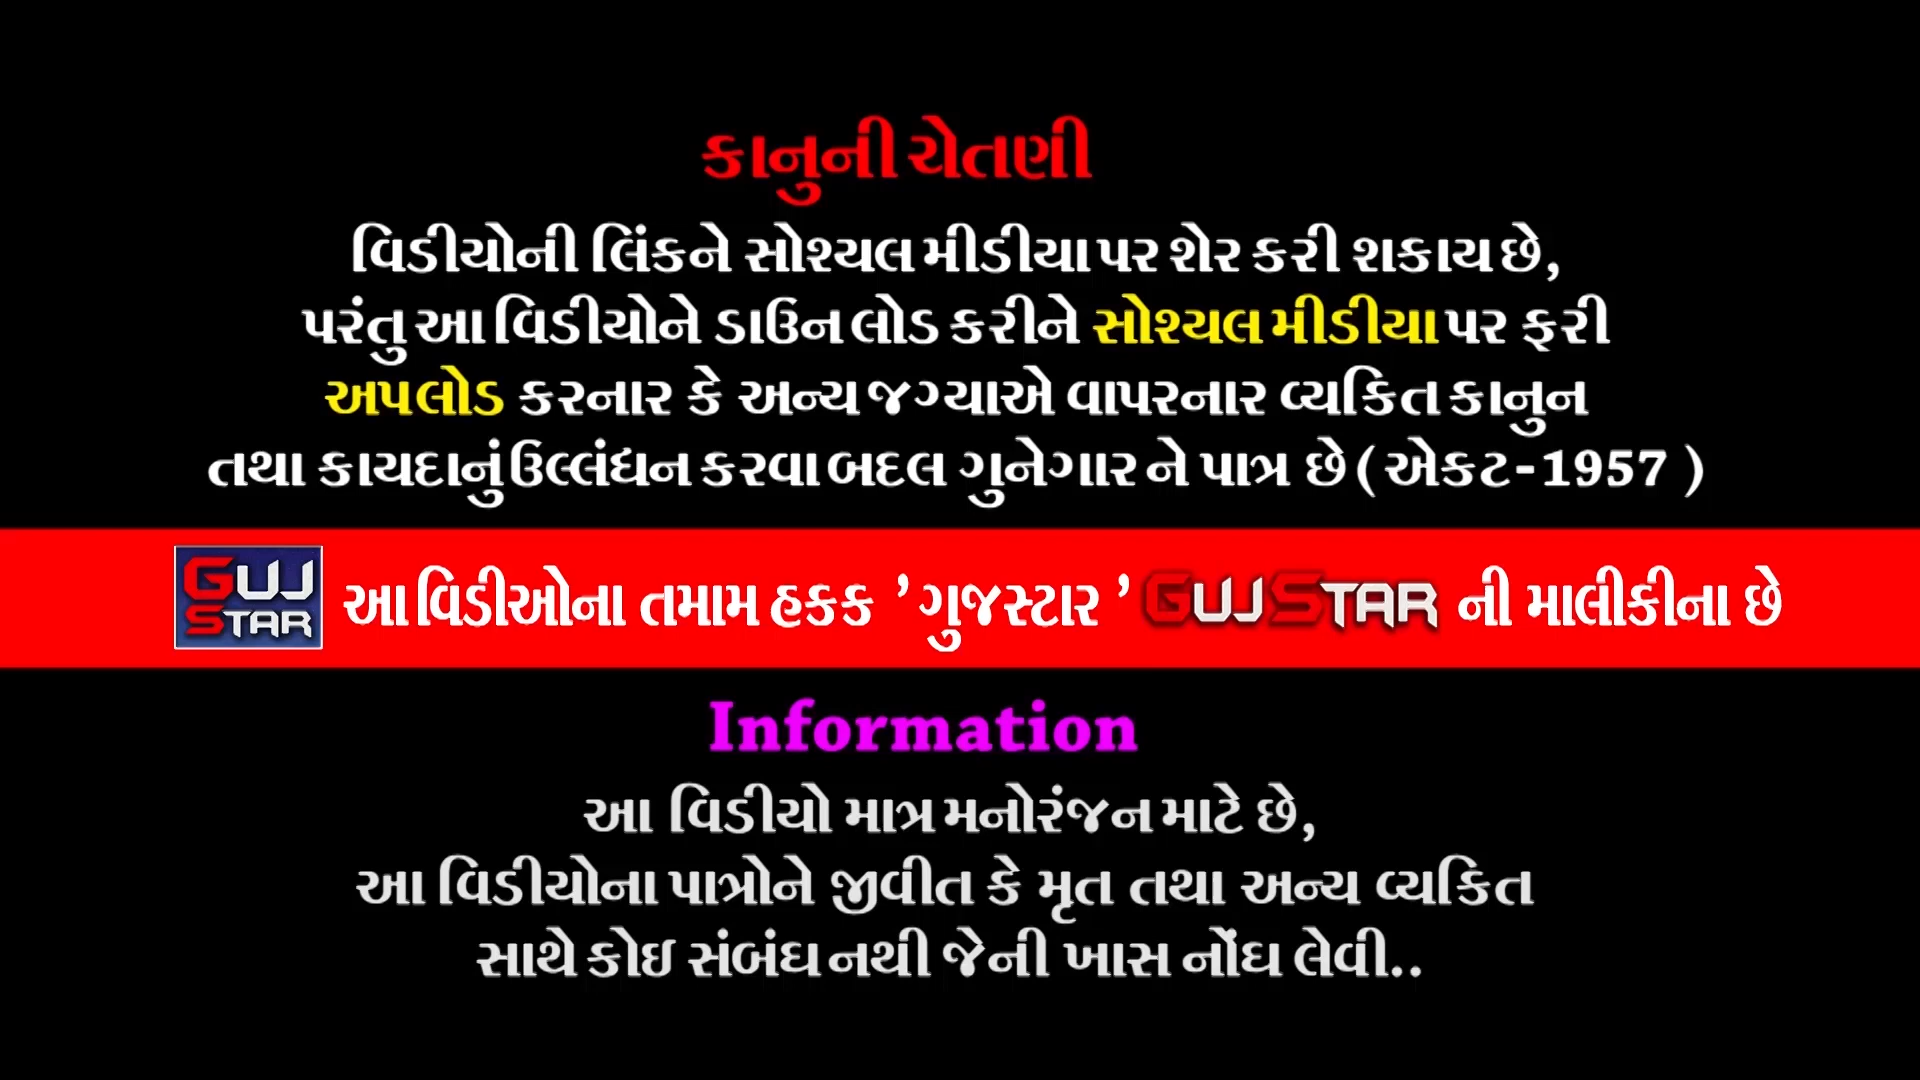 કાનુની ચેતણી
વિડીયોની લિંકને સોશ્યલ મીડીયા પર શેર કરી શકાય છે,
પરંતુ આ વિડીયોને ડાઉન લોડ કરીને સોશ્યલ મીડીયા પર ફરી
અપલોડ કરનાર કે અન્ય જગ્યાએ વાપરનાર વ્યકિત કાનુન
તથા કાયદાનું ઉલ્લંઘન કરવા બદલ ગુનેગાર ને પાત્ર છે ( એકટ-1957 )
GUJ STAR આ વિડીઓના તમામ હકક ' ગુજસ્ટાર ' GUJ STAR ની માલીકીના છે
Information
આ વિડીયો માત્ર મનોરંજન માટે છે,
આ વિડીયોના પાત્રોને જીવીત કે મૃત તથા અન્ય વ્યકિત
સાથે કોઇ સંબંઘ નથી જેની ખાસ નોંઘ લેવી..